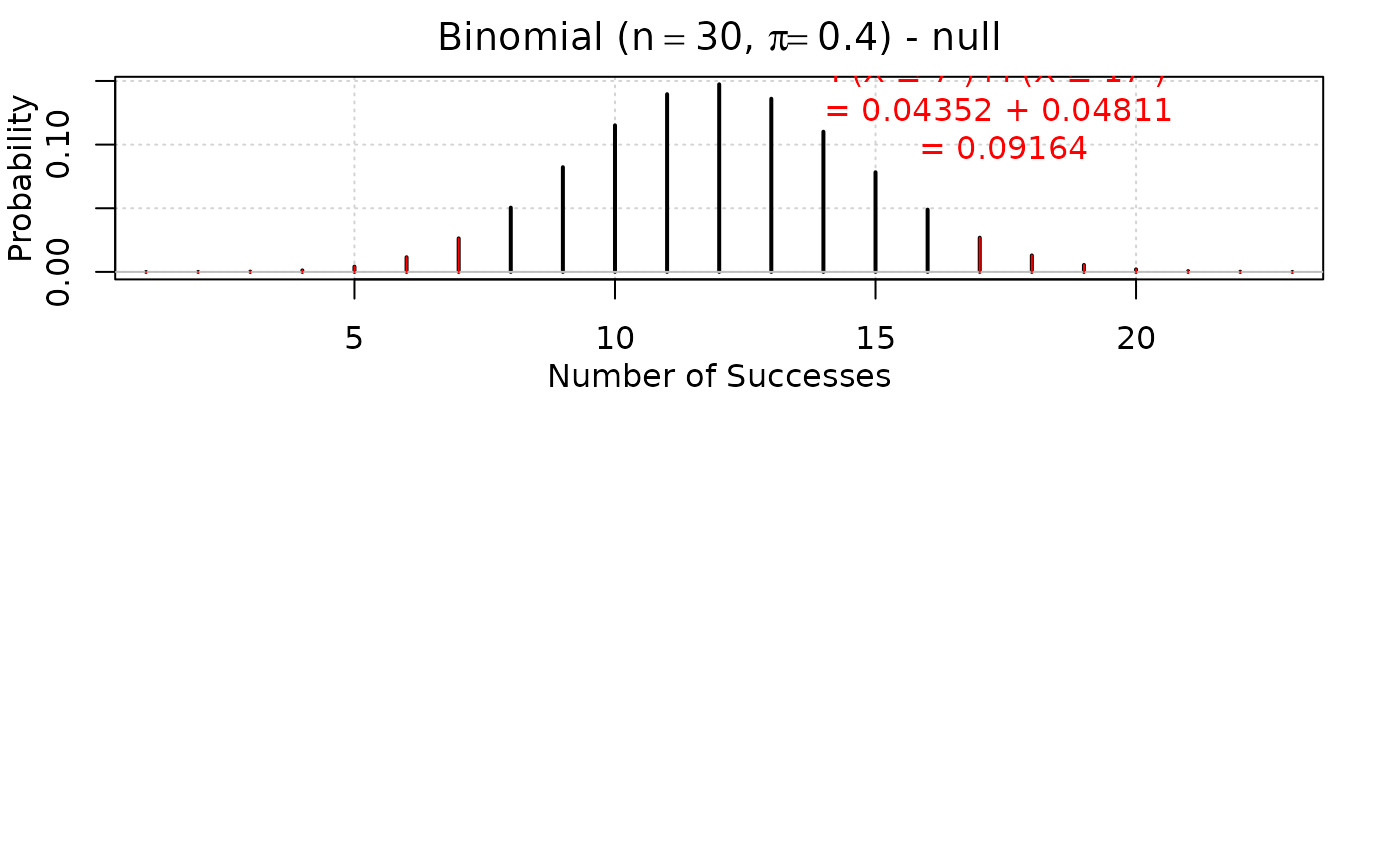 Binomial (n = 30, π= 0.4) - null
= 0.04352 + 0.04811
= 0.09164
Probability
0.00
0.10
5
10
15
20
Number of Successes